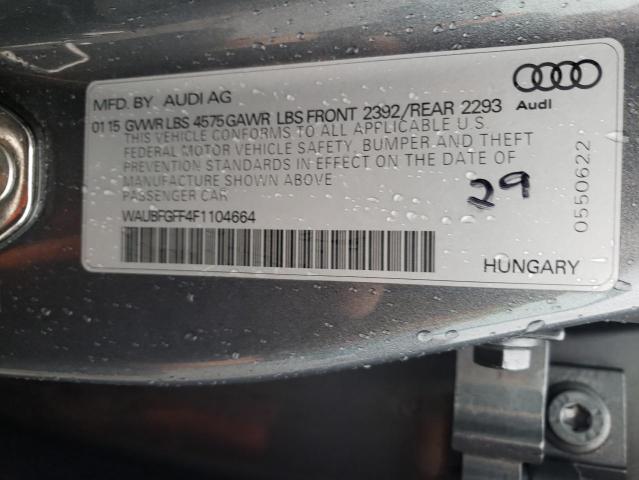 MFD. BY AUDI AG
0115 GVWR LBS 4575 GAWR LBS FRONT 2392/REAR 2293
THIS VEHICLE CONFORMS TO ALL APPLICABLE U.S.
FEDERAL MOTOR VEHICLE SAFETY, BUMPER AND THEFT
PREVENTION STANDARDS IN EFFECT ON THE DATE OF
MANUFACTURE SHOWN ABOVE
PASSENGER CAR
WAUBFGFF4F1104664
Audi
29
0550622
HUNGARY